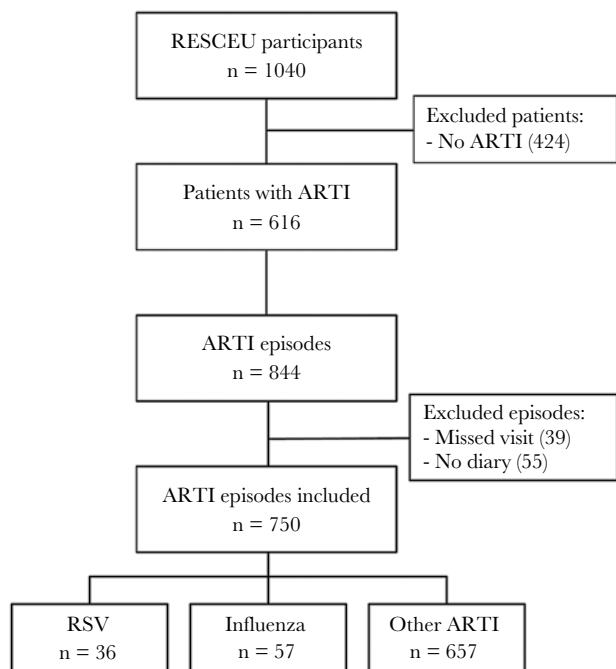 RESCEU participants
n = 1040
Excluded patients:
- No ARTI (424)
Patients with ARTI
n = 616
ARTI episodes
n = 844
Excluded episodes:
- Missed visit (39)
- No diary (55)
ARTI episodes included
n = 750
RSV
n = 36
Influenza
n = 57
Other ARTI
n = 657